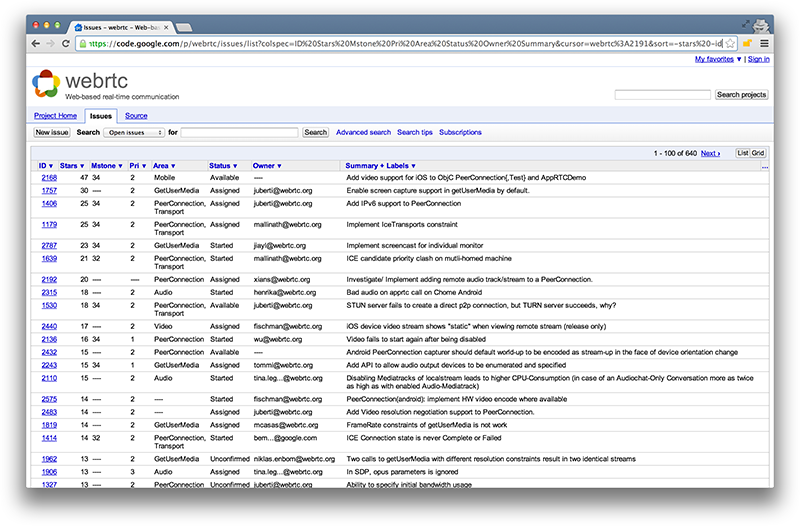 Issues – webrtc – Web-bas
https://code.google.com/p/webrtc/issues/list?colspec=ID%20Stars%20Mstone%20Pri%20Area%20Status%20Owner%20Summary&cursor=webrtc%3A2191&sort=-stars%20-id
My favorites ▼ | Sign in
webrtc
Web-based real-time communication
Search projects
Project Home Issues Source
New issue Search Open issues for Search Advanced search Search tips Subscriptions
1 - 100 of 640 Next › List Grid
ID ▼ Stars ▼ Mstone ▼ Pri ▼ Area ▼ Status ▼ Owner ▼ Summary + Labels ▼ ...
2168 47 34 2 Mobile Available ---- Add video support for iOS to ObjC PeerConnection{,Test} and AppRTCDemo
1757 30 ---- 2 GetUserMedia Assigned juberti@webrtc.org Enable screen capture support in getUserMedia by default.
1406 25 34 2 PeerConnection, Assigned juberti@webrtc.org Add IPv6 support to PeerConnection
Transport
1179 25 34 2 PeerConnection, Assigned mallinath@webrtc.org Implement IceTransports constraint
Transport
2787 23 34 2 GetUserMedia Started jiayl@webrtc.org Implement screencast for individual monitor
1639 21 32 2 PeerConnection, Started mallinath@webrtc.org ICE candidate priority clash on mutli-homed machine
Transport
2192 20 ---- ---- PeerConnection Assigned xians@webrtc.org Investigate/ Implement adding remote audio track/stream to a PeerConnection.
2315 18 ---- 2 Audio Started henrika@webrtc.org Bad audio on apprtc call on Chome Android
1530 18 34 2 PeerConnection, Available juberti@webrtc.org STUN server fails to create a direct p2p connection, but TURN server succeeds, why?
Transport
2440 17 ---- 2 Video Assigned fischman@webrtc.org iOS device video stream shows "static" when viewing remote stream (release only)
2136 16 34 1 PeerConnection Started wu@webrtc.org Video fails to start again after being disabled
2432 15 ---- 2 PeerConnection Available ---- Android PeerConnection capturer should default world-up to be encoded as stream-up in the face of device orientation change
2243 15 34 1 GetUserMedia Assigned tommi@webrtc.org Add API to allow audio output devices to be enumerated and specified
2110 15 ---- 2 Audio Started tina.leg...@webrtc.org Disabling Mediatracks of localstream leads to higher CPU-Consumption (in case of an Audiochat-Only Conversation more as twice
as high as with enabled Audio-Mediatrack)
2575 14 ---- 2 ---- Started fischman@webrtc.org PeerConnection(android): implement HW video encode where available
2483 14 ---- 2 ---- Assigned juberti@webrtc.org Add Video resolution negotiation support to PeerConnection.
1819 14 ---- 2 GetUserMedia Assigned mcasas@webrtc.org FrameRate constraints of getUserMedia is not work
1414 14 32 2 PeerConnection, Started bem...@google.com ICE Connection state is never Complete or Failed
Transport
1962 13 ---- 2 GetUserMedia Unconfirmed niklas.enbom@webrtc.org Two calls to getUserMedia with different resolution constraints result in two identical streams
1906 13 ---- 3 Audio Assigned tina.leg...@webrtc.org In SDP, opus parameters is ignored
1327 13 ---- 2 PeerConnection Unconfirmed juberti@webrtc.org Ability to specify initial bandwidth usage